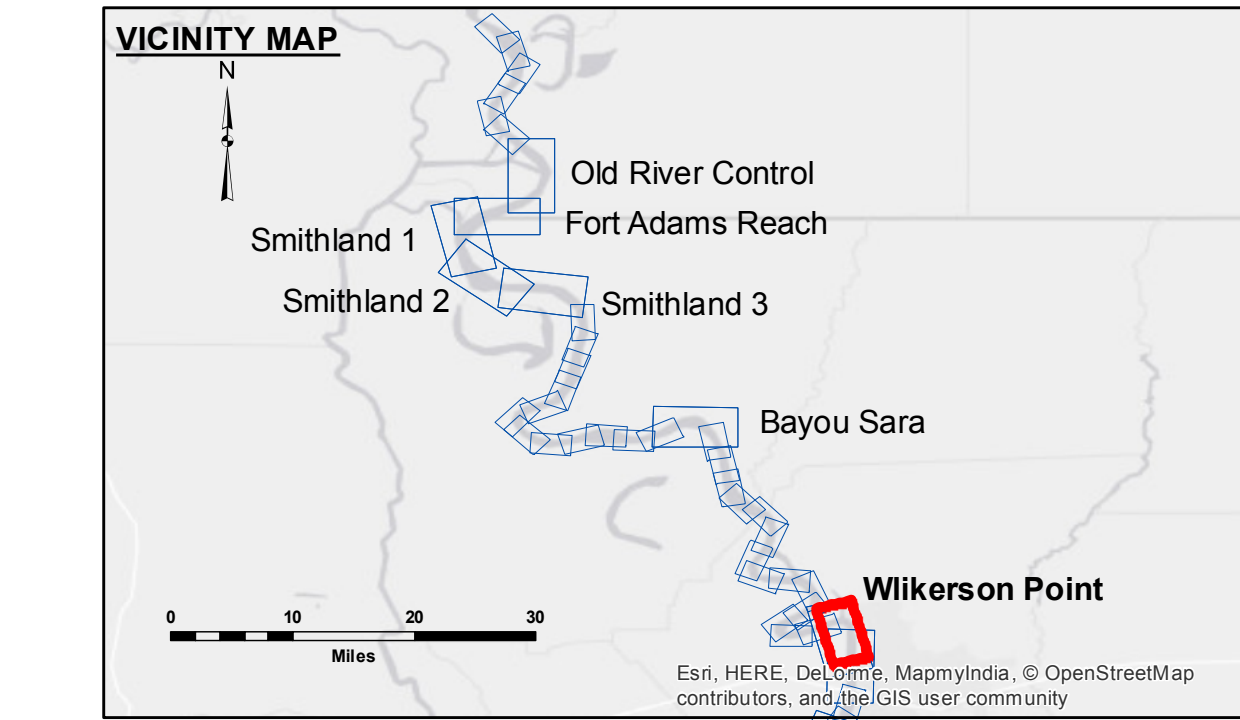 VICINITY MAP
N
Old River Control
Fort Adams Reach
Smithland 1
Smithland 2
Smithland 3
Bayou Sara
Wlikerson Point
0 10 20 30
Miles
Esri, HERE, DeLorme, MapmyIndia, © OpenStreetMap
contributors, and the GIS user community